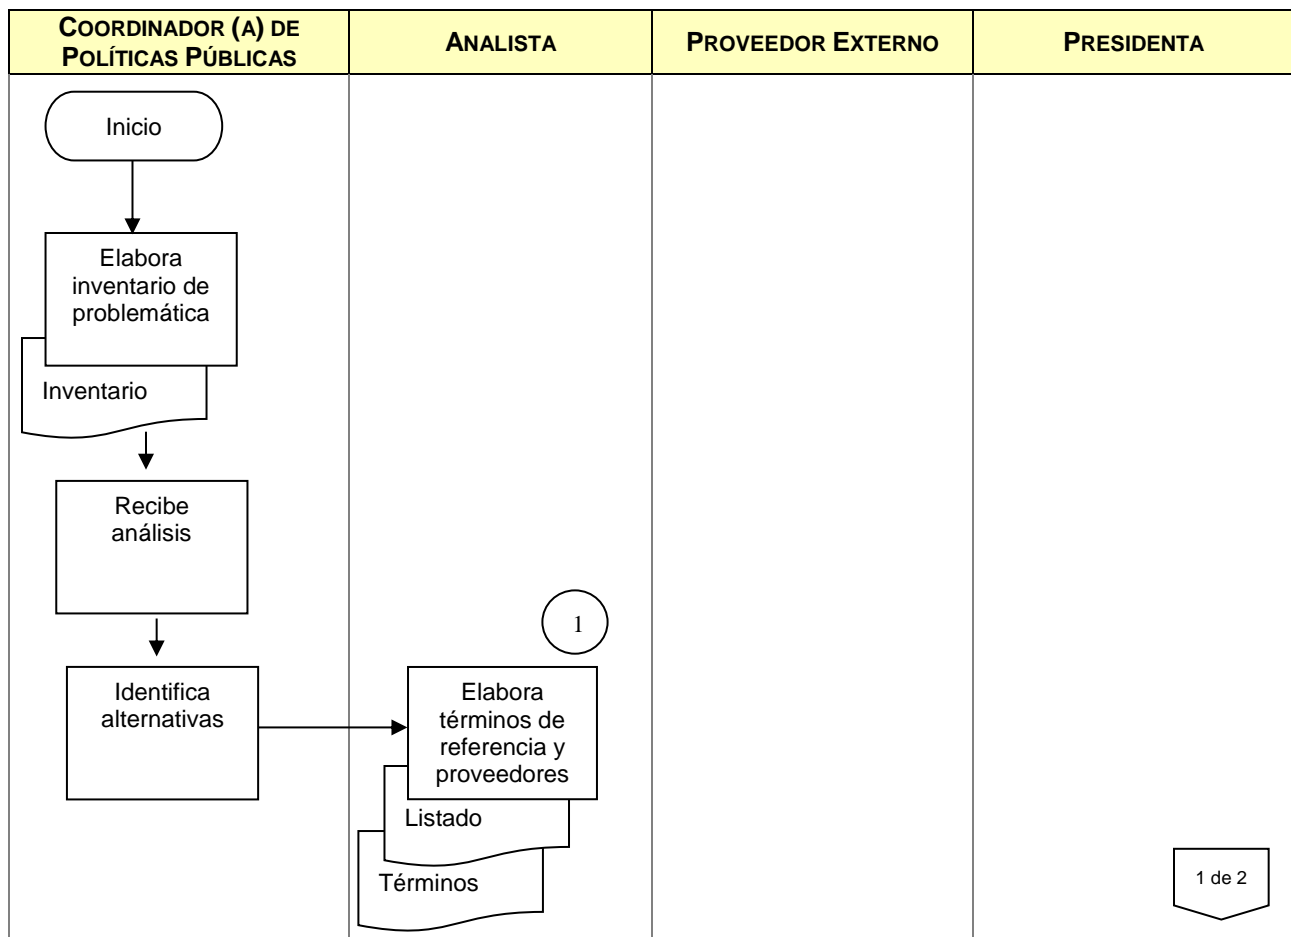 COORDINADOR (A) DE
POLÍTICAS PÚBLICAS
ANALISTA
PROVEEDOR EXTERNO
PRESIDENTA
Inicio
Elabora
inventario de
problemática
Inventario
Recibe
análisis
1
Identifica
alternativas
Elabora
términos de
referencia y
proveedores
Listado
Términos
1 de 2